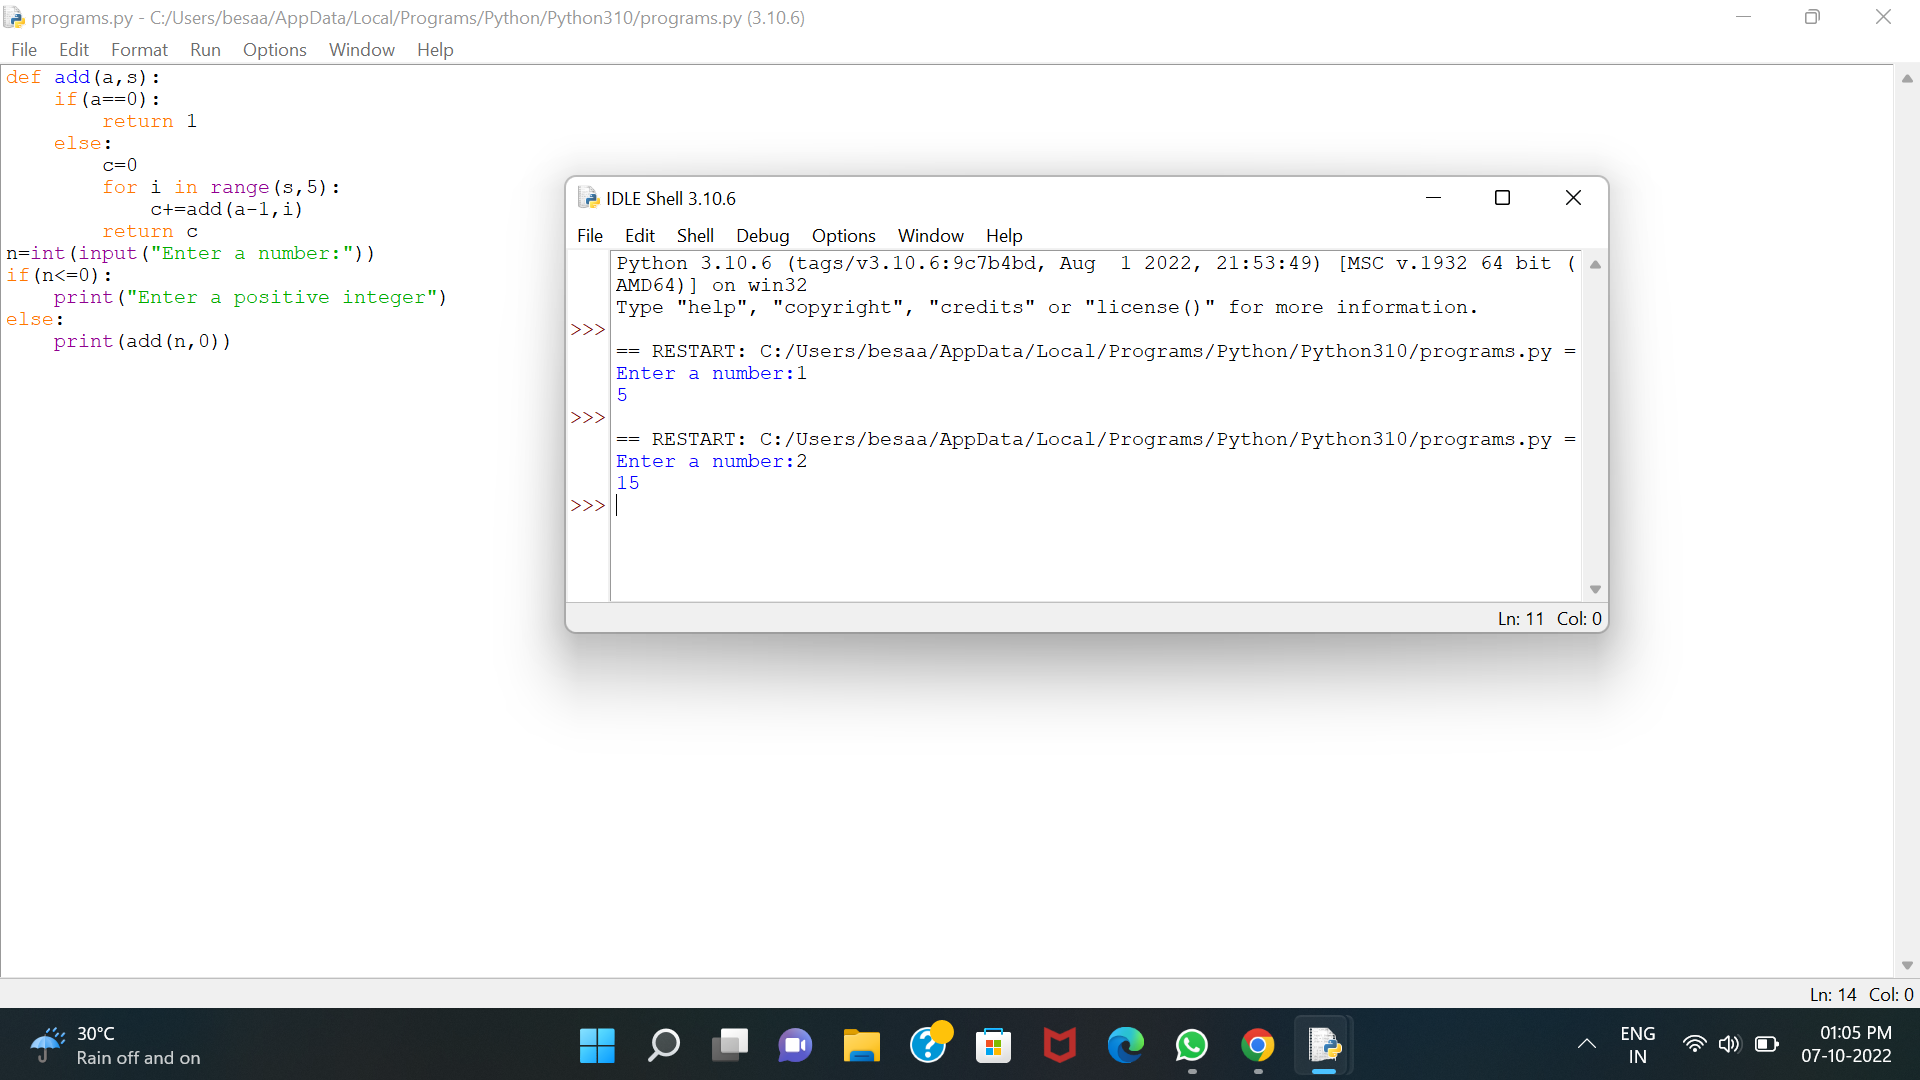 programs.py - C:/Users/besaa/AppData/Local/Programs/Python/Python310/programs.py (3.10.6)
File Edit Format Run Options Window Help
def add(a,s):
    if(a==0):
        return 1
    else:
        c=0
        for i in range(s,5):
            c+=add(a-1,i)
        return c
n=int(input("Enter a number:"))
if(n<=0):
    print("Enter a positive integer")
else:
    print(add(n,0))
IDLE Shell 3.10.6
File Edit Shell Debug Options Window Help
Python 3.10.6 (tags/v3.10.6:9c7b4bd, Aug  1 2022, 21:53:49) [MSC v.1932 64 bit (
AMD64)] on win32
Type "help", "copyright", "credits" or "license()" for more information.
>>>
== RESTART: C:/Users/besaa/AppData/Local/Programs/Python/Python310/programs.py =
Enter a number:1
5
>>>
== RESTART: C:/Users/besaa/AppData/Local/Programs/Python/Python310/programs.py =
Enter a number:2
15
>>>
Ln: 11 Col: 0
Ln: 14 Col: 0
30°C
Rain off and on
ENG
IN
01:05 PM
07-10-2022